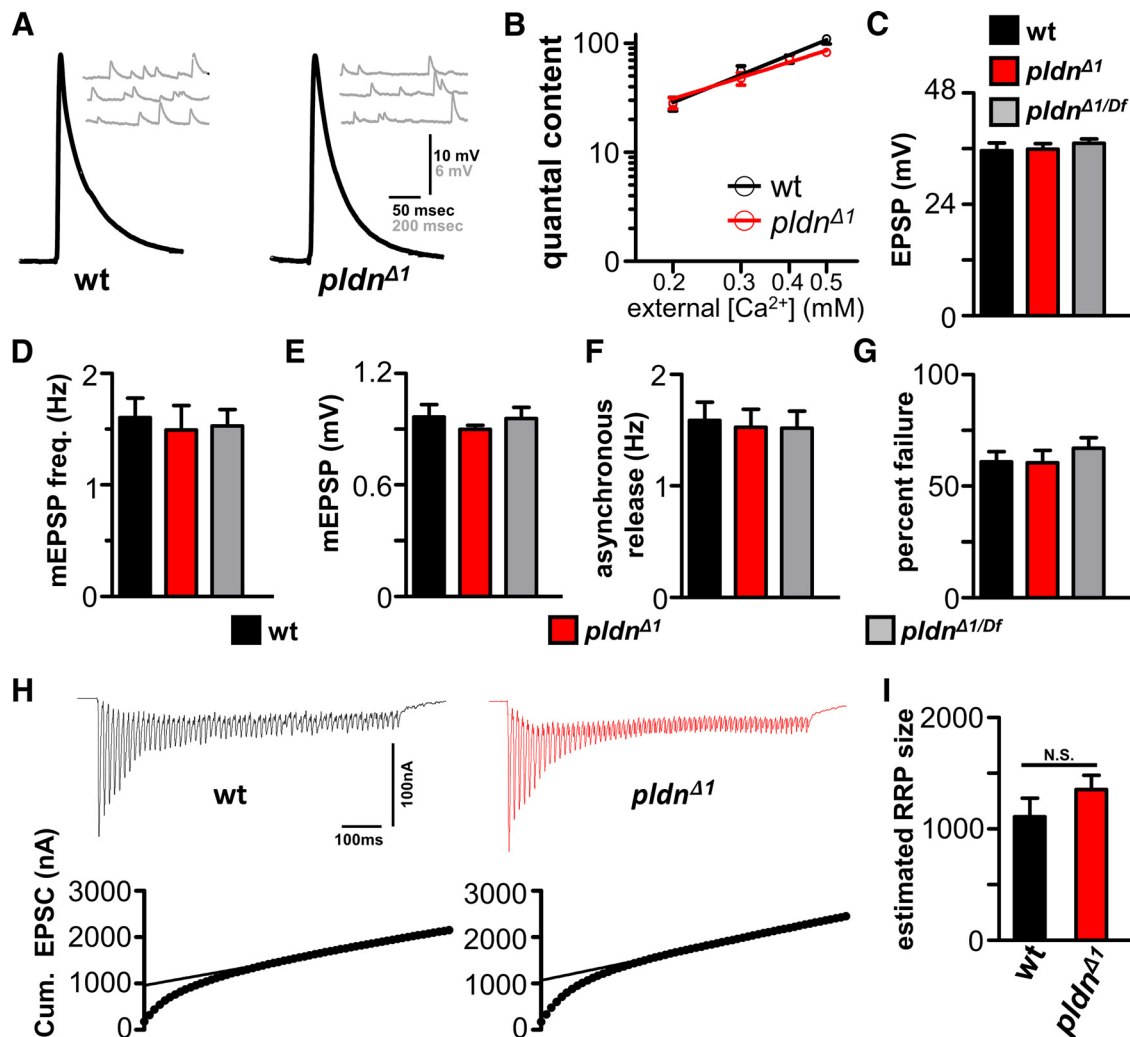 A
wt
pldnΔ1
10 mV
6 mV
50 msec
200 msec
B
quantal content
100
10
0
0.2
0.3
0.4
0.5
external [Ca2+] (mM)
wt
pldnΔ1
C
wt
pldnΔ1
pldnΔ1/Df
EPSP (mV)
48
24
0
D
mEPSP freq. (Hz)
2
1
0
E
mEPSP (mV)
1.2
0.6
0
F
asynchronous
release (Hz)
2
1
0
G
percent failure
100
50
0
wt
pldnΔ1
pldnΔ1/Df
H
wt
100nA
100ms
pldnΔ1
Cum. EPSC (nA)
3000
2000
1000
0
3000
2000
1000
0
I
estimated RRP size
2000
1000
0
N.S.
wt
pldnΔ1